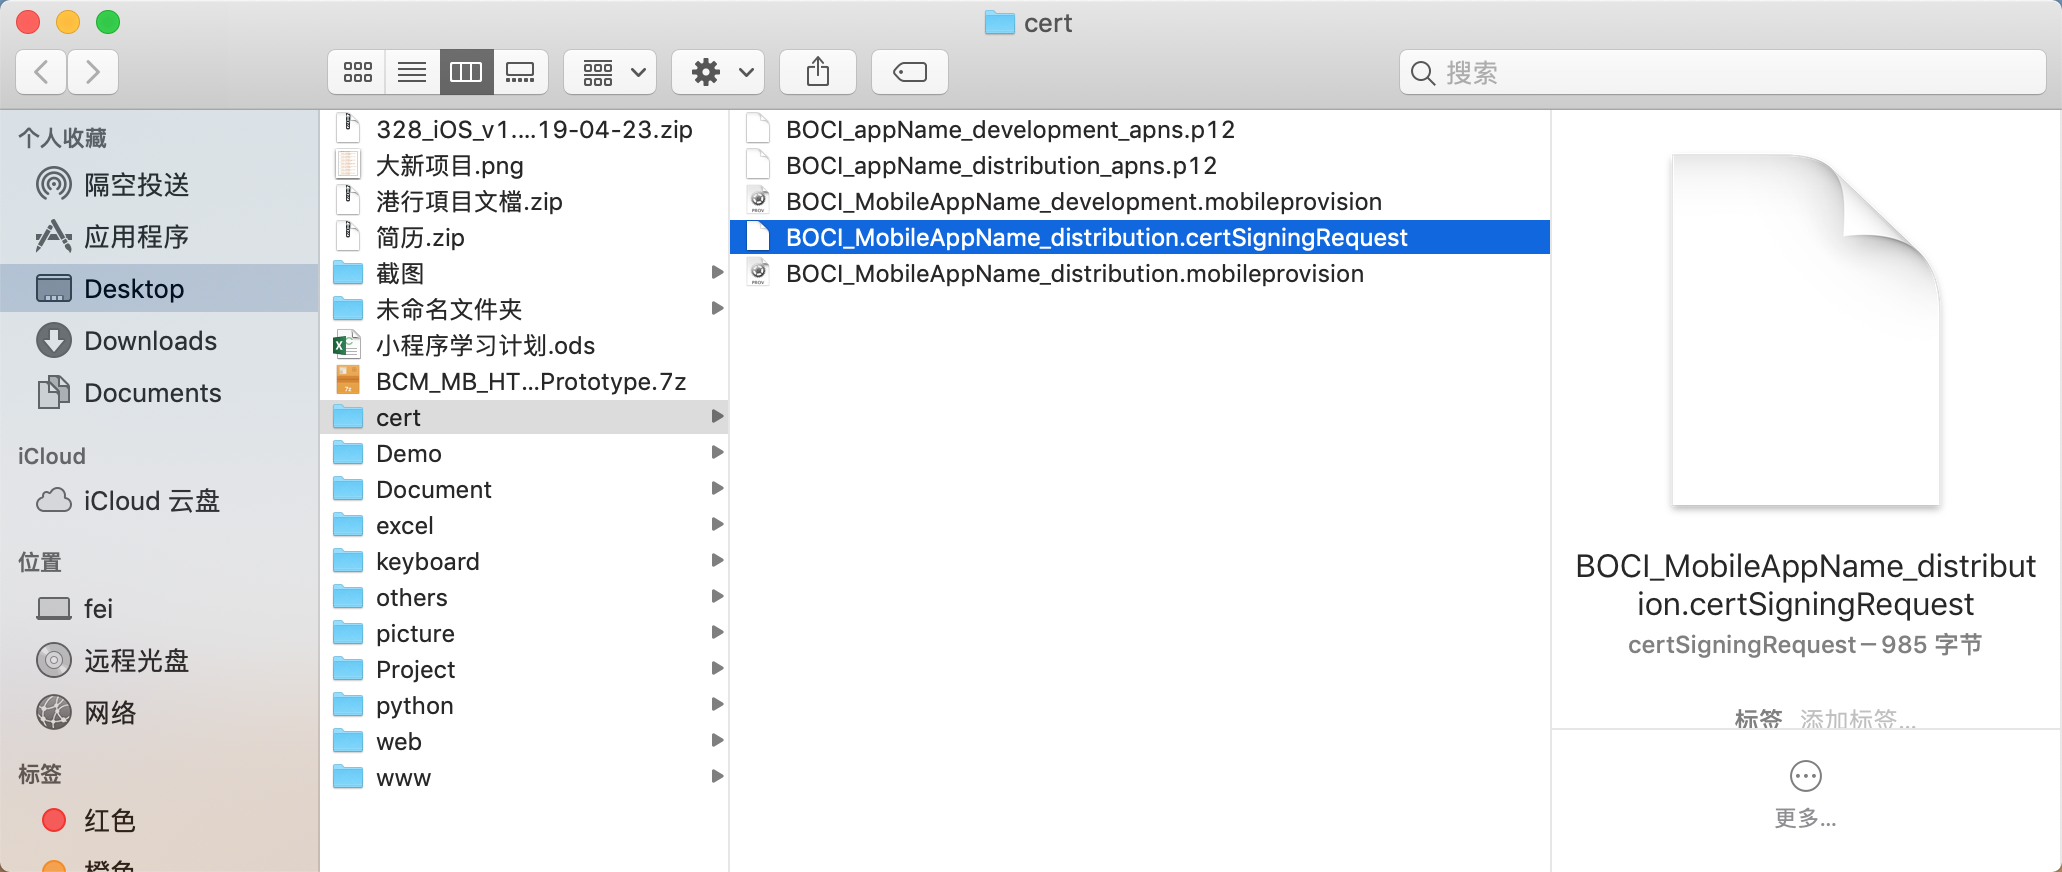 cert
搜索
个人收藏
隔空投送
应用程序
Desktop
Downloads
Documents
iCloud
iCloud 云盘
位置
fei
远程光盘
网络
标签
红色
橙色
328_iOS_v1....19-04-23.zip
大新项目.png
港行項目文檔.zip
简历.zip
截图
未命名文件夹
小程序学习计划.ods
BCM_MB_HT...Prototype.7z
cert
Demo
Document
excel
keyboard
others
picture
Project
python
web
www
BOCI_appName_development_apns.p12
BOCI_appName_distribution_apns.p12
BOCI_MobileAppName_development.mobileprovision
BOCI_MobileAppName_distribution.certSigningRequest
BOCI_MobileAppName_distribution.mobileprovision
BOCI_MobileAppName_distribut
ion.certSigningRequest
certSigningRequest – 985 字节
标签 添加标签...
更多...